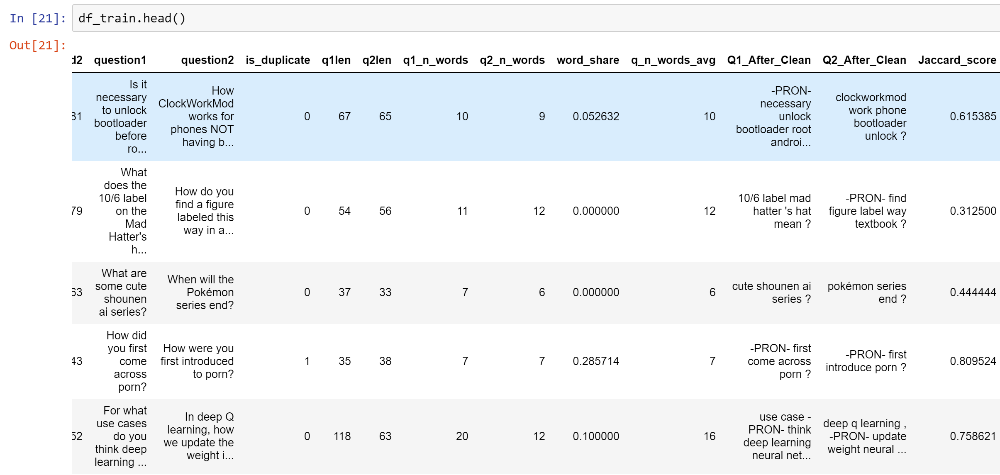 In [21]: df_train.head()
Out[21]:
d2 question1 question2 is_duplicate q1len q2len q1_n_words q2_n_words word_share q_n_words_avg Q1_After_Clean Q2_After_Clean Jaccard_score
31 Is it necessary to unlock bootloader before ro... How ClockWorkMod works for phones NOT having b... 0 67 65 10 9 0.052632 10 -PRON- necessary unlock bootloader root androi... clockworkmod work phone bootloader unlock ? 0.615385
79 What does the 10/6 label on the Mad Hatter's h... How do you find a figure labeled this way in a... 0 54 56 11 12 0.000000 12 10/6 label mad hatter 's hat mean ? -PRON- find figure label way textbook ? 0.312500
63 What are some cute shounen ai series? When will the Pokémon series end? 0 37 33 7 6 0.000000 6 cute shounen ai series ? pokémon series end ? 0.444444
43 How did you first come across porn? How were you first introduced to porn? 1 35 38 7 7 0.285714 7 -PRON- first come across porn ? -PRON- first introduce porn ? 0.809524
52 For what use cases do you think deep learning ... In deep Q learning, how we update the weight i... 0 118 63 20 12 0.100000 16 use case -PRON- think deep learning neural net... deep q learning , -PRON- update weight neural ... 0.758621